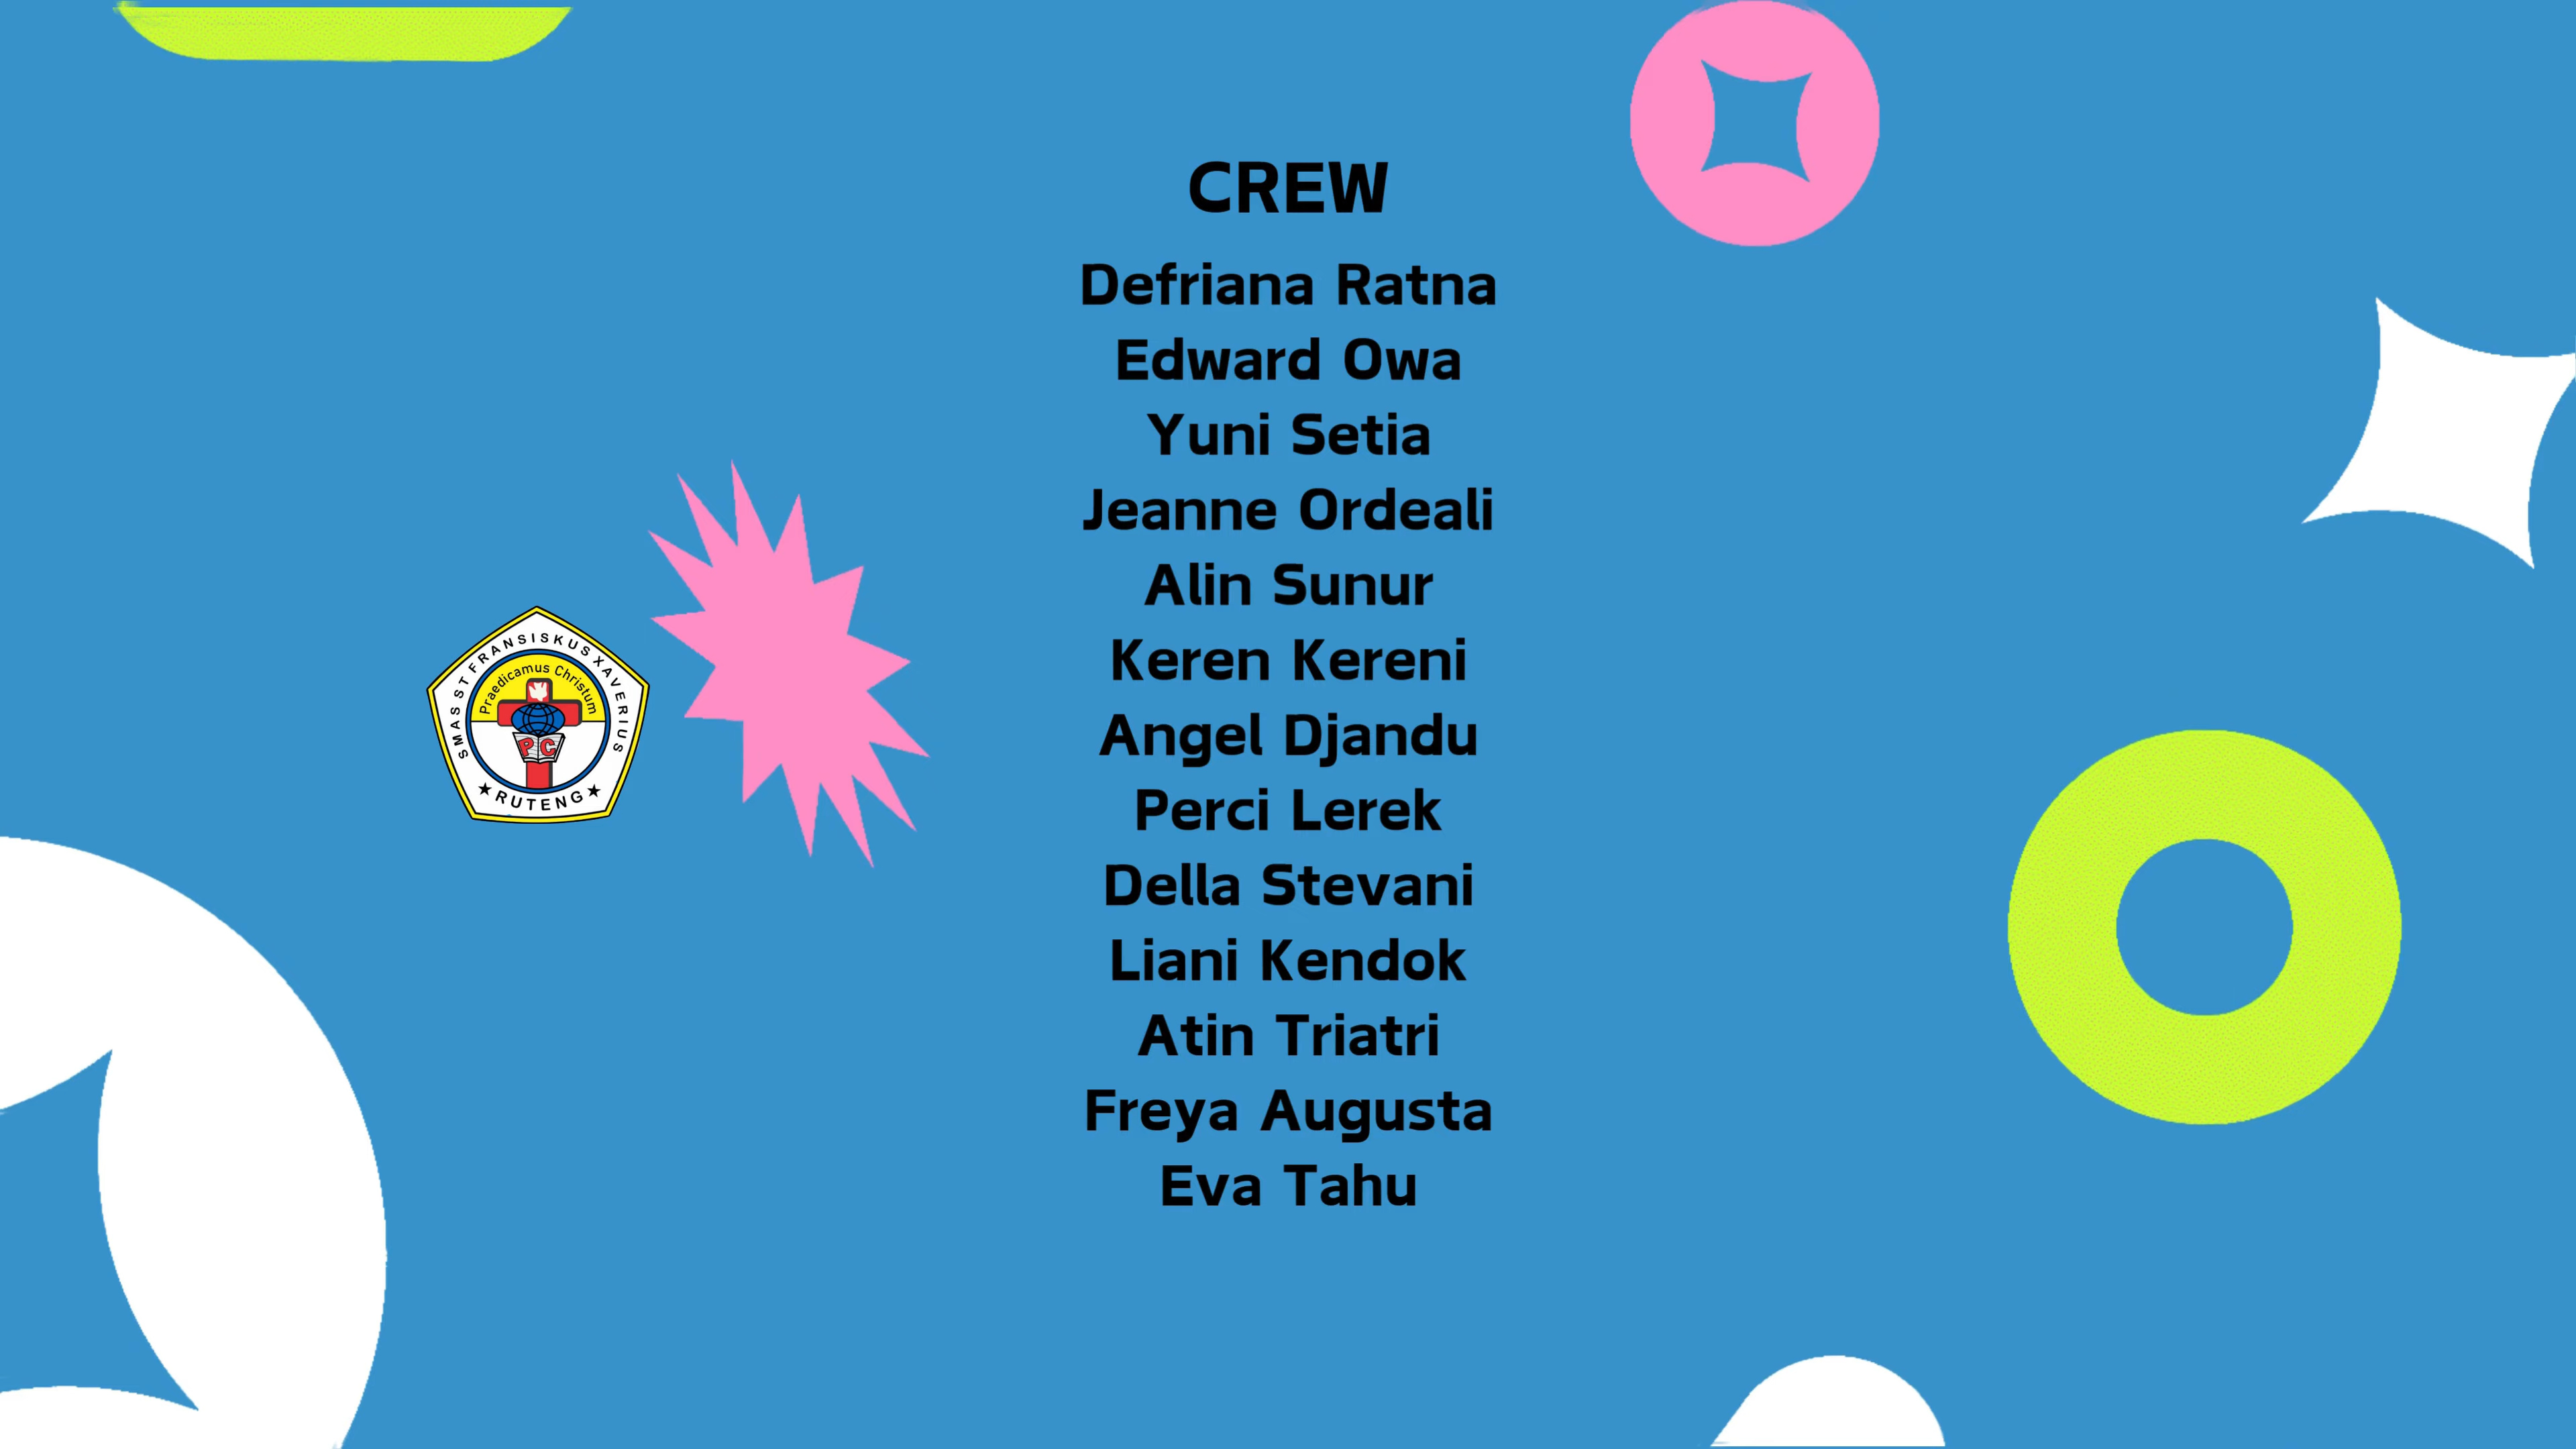 CREW
Defriana Ratna
Edward Owa
Yuni Setia
Jeanne Ordeali
Alin Sunur
Keren Kereni
Angel Djandu
Perci Lerek
Della Stevani
Liani Kendok
Atin Triatri
Freya Augusta
Eva Tahu
SMAS ST FRANSISKUS XAVERIUS
Praedicamus Christum
PC
★ RUTENG ★